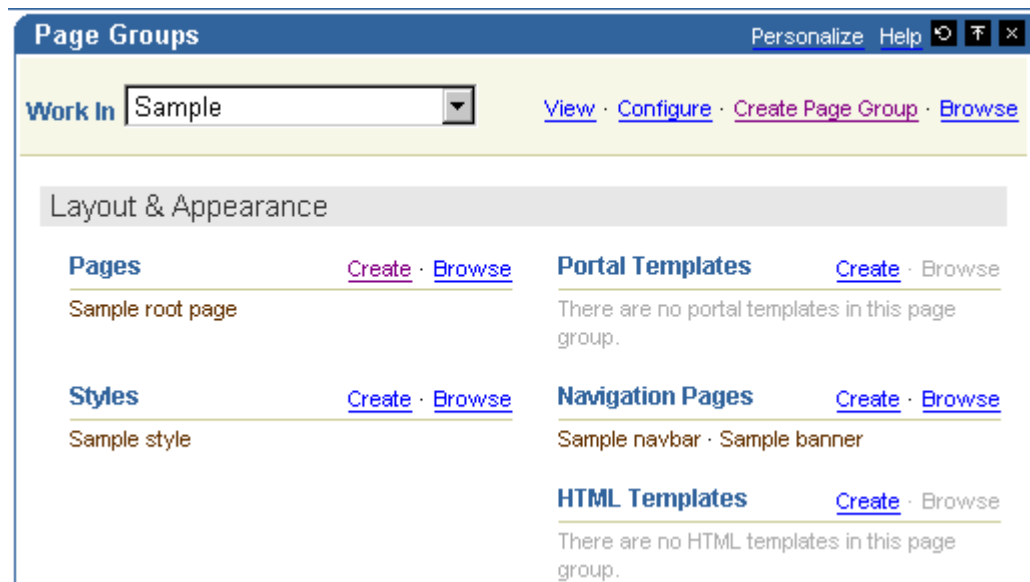 Page Groups Personalize Help
Work In Sample View · Configure · Create Page Group · Browse
Layout & Appearance
Pages Create · Browse
Sample root page
Portal Templates Create · Browse
There are no portal templates in this page
group.
Styles Create · Browse
Sample style
Navigation Pages Create · Browse
Sample navbar · Sample banner
HTML Templates Create · Browse
There are no HTML templates in this page
group.